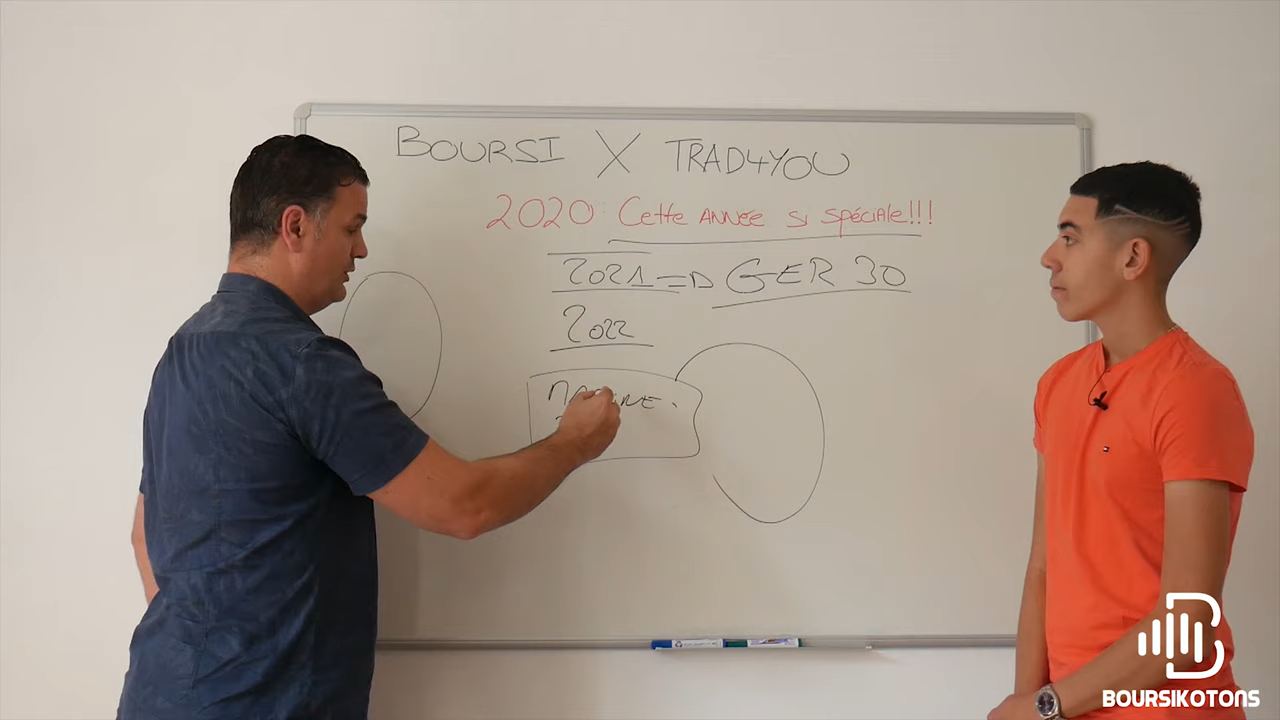 BOURSI X TRAD4YOU
2020 : Cette ANNÉE SI SPÉCIALE!!!
2021 =D GER 30
2022
BOURSIKOTONS